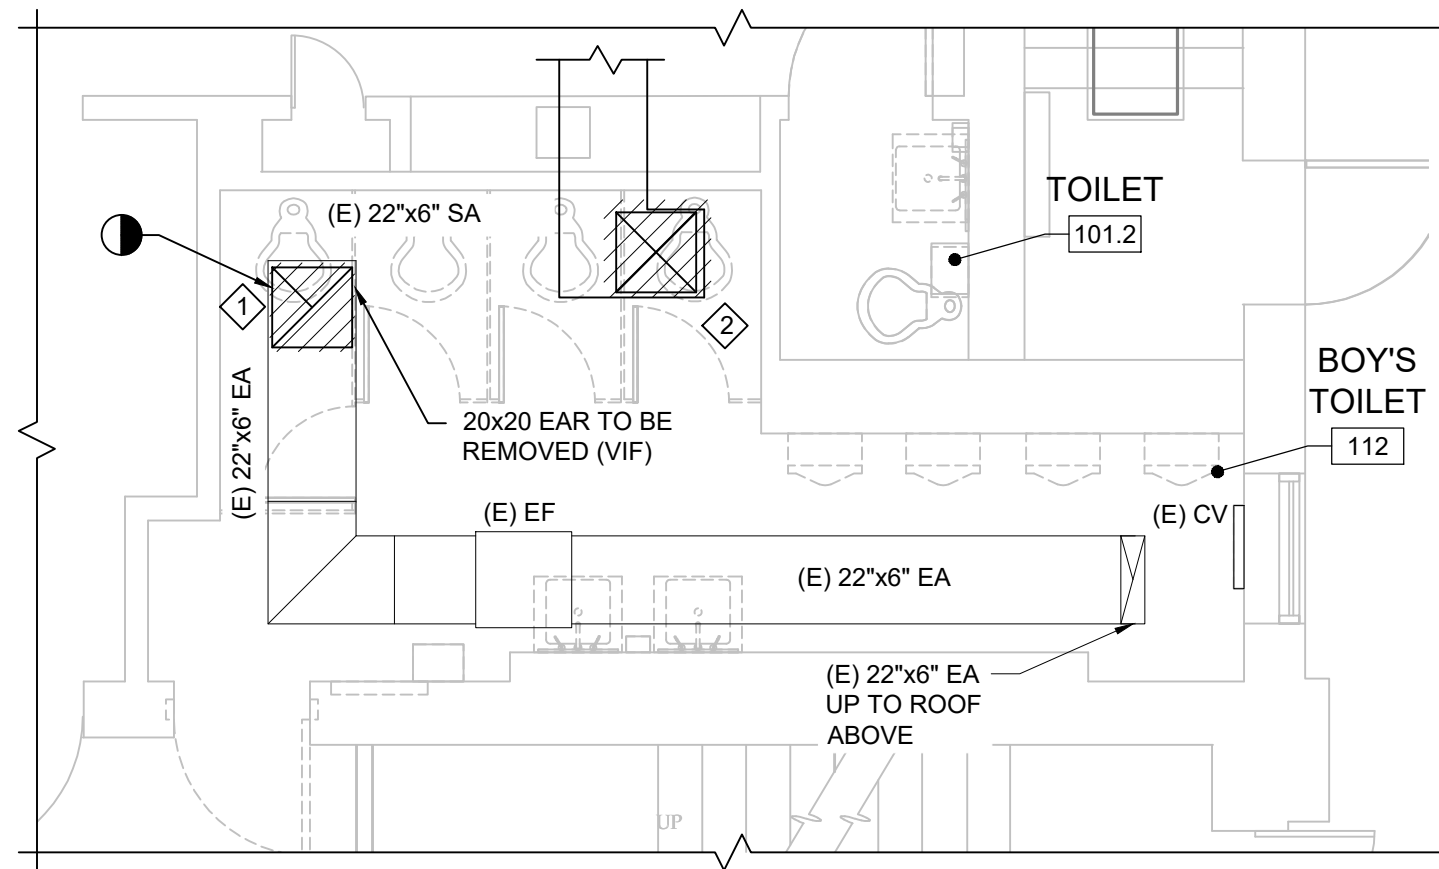 TOILET
101.2
(E) 22"x6" SA
1
2
(E) 22"x6" EA
20x20 EAR TO BE
REMOVED (VIF)
BOY'S
TOILET
112
(E) EF
(E) CV
(E) 22"x6" EA
(E) 22"x6" EA
UP TO ROOF
ABOVE
UP